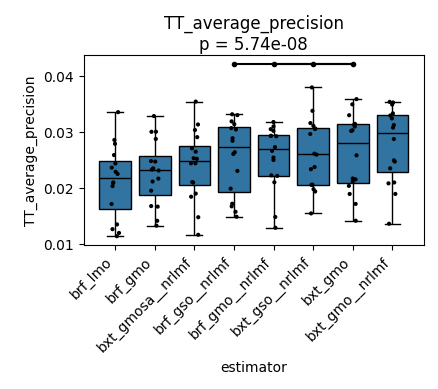 TT_average_precision
p = 5.74e-08
TT_average_precision
0.04
0.03
0.02
0.01
brf_lmo
brf_gmo
bxt_gmosa__nrlmf
brf_gso__nrlmf
brf_gmo__nrlmf
bxt_gso__nrlmf
bxt_gmo
bxt_gmo__nrlmf
estimator